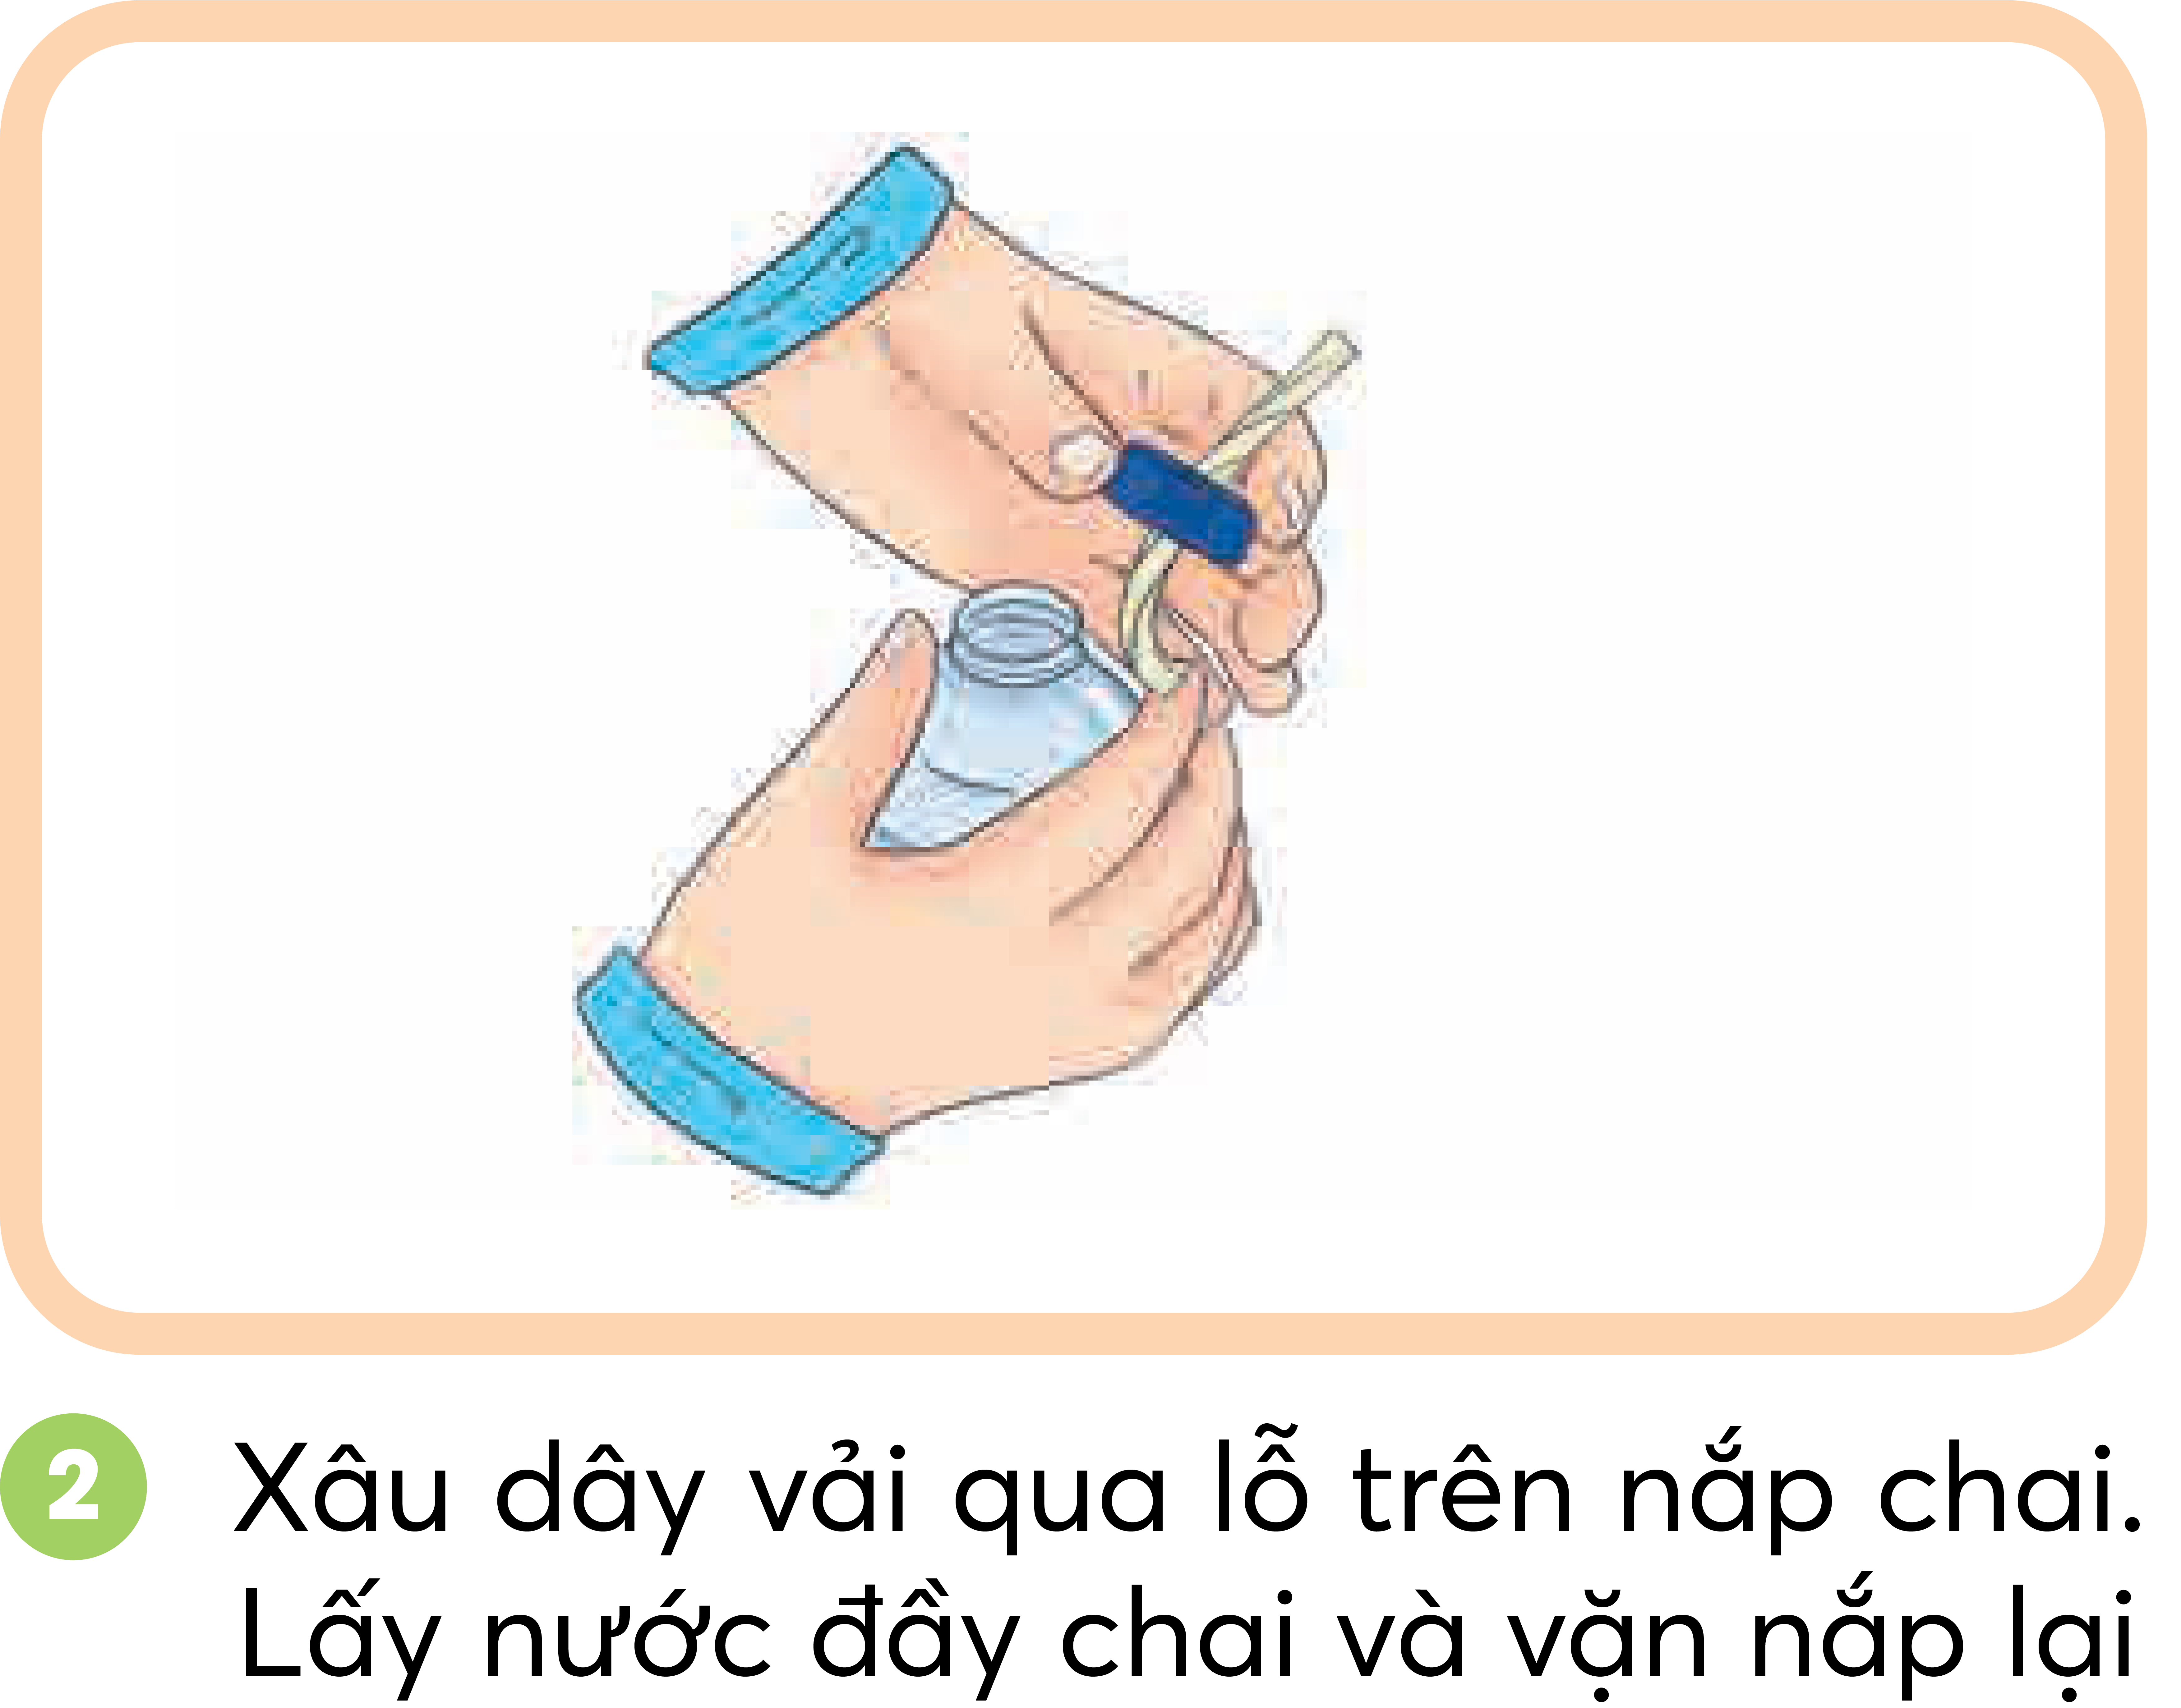 2 Xâu dây vải qua lỗ trên nắp chai.
Lấy nước đầy chai và vặn nắp lại